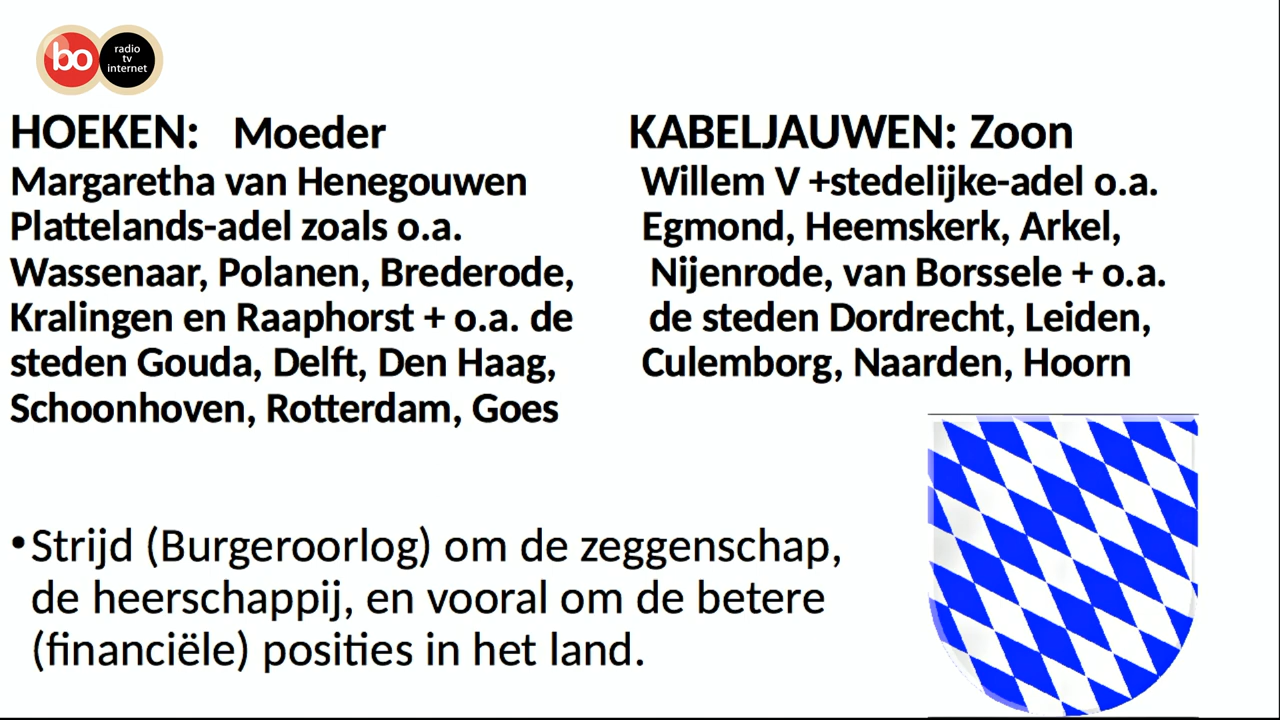 bo
radio
tv
internet
HOEKEN: Moeder
Margaretha van Henegouwen
Plattelands-adel zoals o.a.
Wassenaar, Polanen, Brederode,
Kralingen en Raaphorst + o.a. de
steden Gouda, Delft, Den Haag,
Schoonhoven, Rotterdam, Goes
KABELJAUWEN: Zoon
Willem V +stedelijke-adel o.a.
Egmond, Heemskerk, Arkel,
Nijenrode, van Borssele + o.a.
de steden Dordrecht, Leiden,
Culemborg, Naarden, Hoorn
•Strijd (Burgeroorlog) om de zeggenschap,
de heerschappij, en vooral om de betere
(financiële) posities in het land.